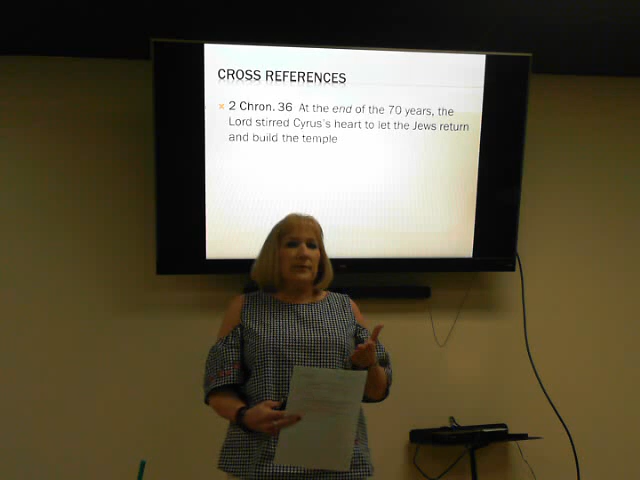 CROSS REFERENCES
2 Chron. 36 At the end of the 70 years, the
Lord stirred Cyrus's heart to let the Jews return
and build the temple